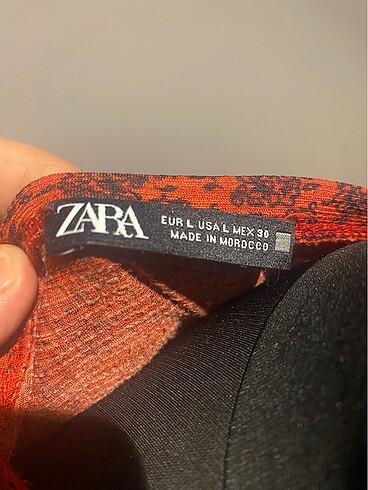 ZARA
EUR L USA L MEX 30
MADE IN MOROCCO